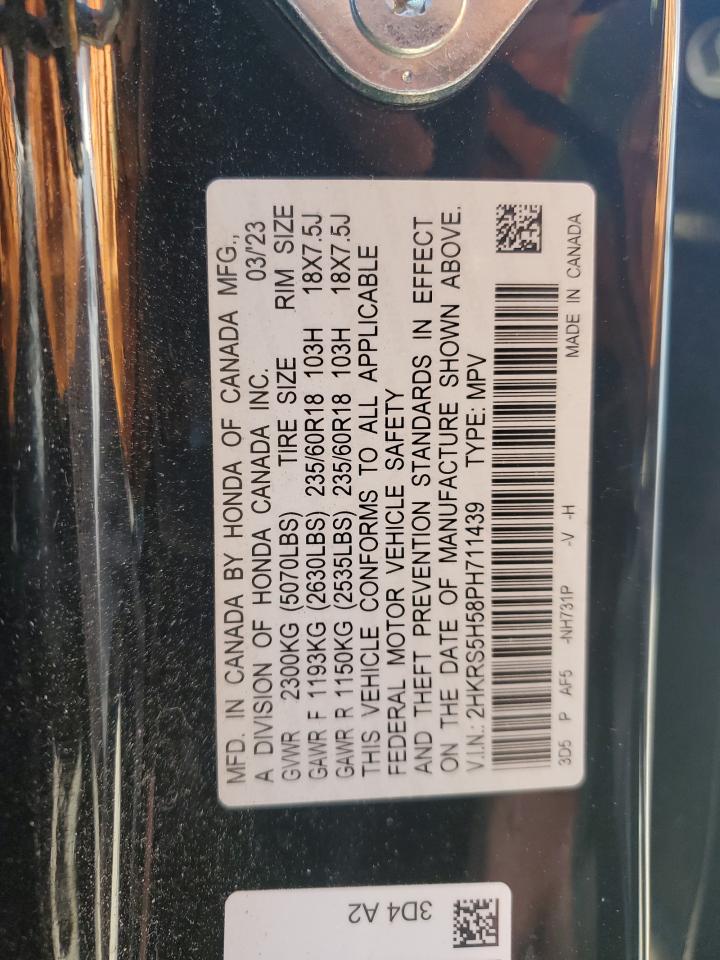 MFD. IN CANADA BY HONDA OF CANADA MFG.,
A DIVISION OF HONDA CANADA INC. 03/'23
GVWR 2300KG (5070LBS) TIRE SIZE RIM SIZE
GAWR F 1193KG (2630LBS) 235/60R18 103H 18X7.5J
GAWR R 1150KG (2535LBS) 235/60R18 103H 18X7.5J
THIS VEHICLE CONFORMS TO ALL APPLICABLE
FEDERAL MOTOR VEHICLE SAFETY
AND THEFT PREVENTION STANDARDS IN EFFECT
ON THE DATE OF MANUFACTURE SHOWN ABOVE.
V.I.N.: 2HKRS5H58PH711439 TYPE: MPV
3D5 P AF5 -NH731P -V -H MADE IN CANADA
3D4 A2